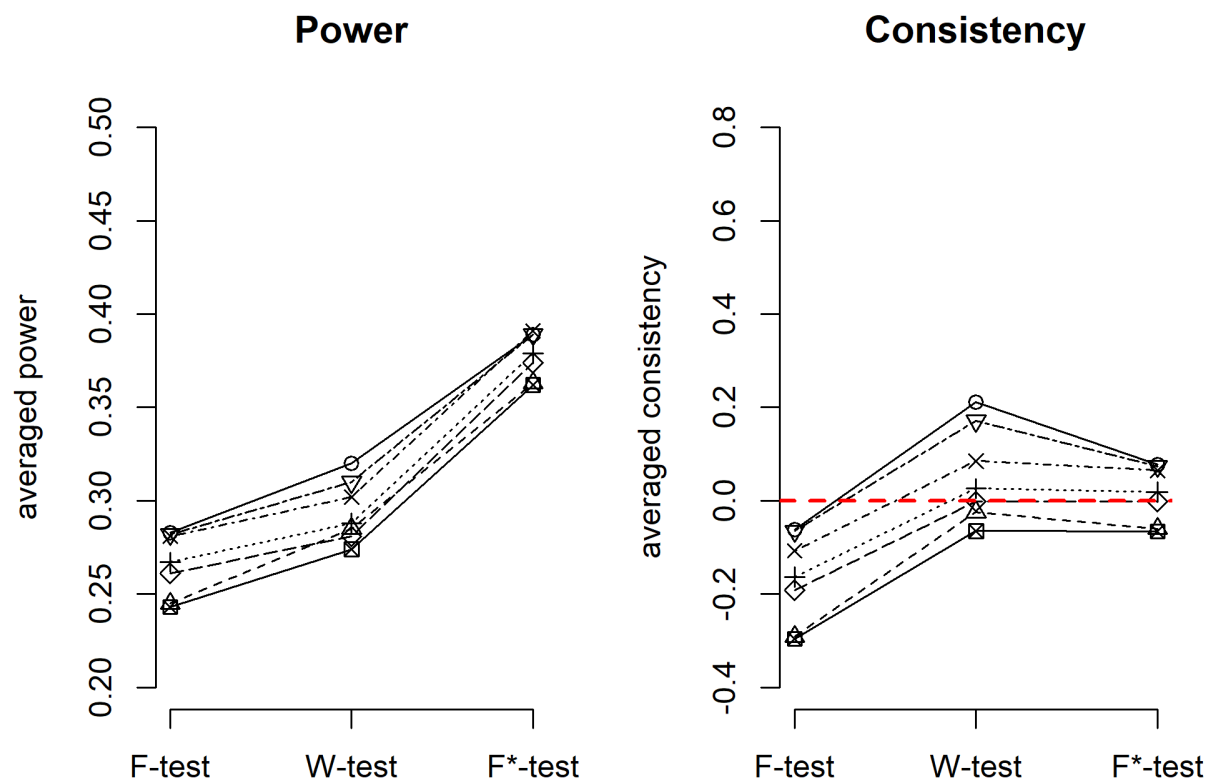 Power
averaged power
0.50
0.45
0.40
0.35
0.30
0.25
0.20
F-test
W-test
F*-test
Consistency
averaged consistency
0.8
0.6
0.4
0.2
0.0
-0.2
-0.4
F-test
W-test
F*-test